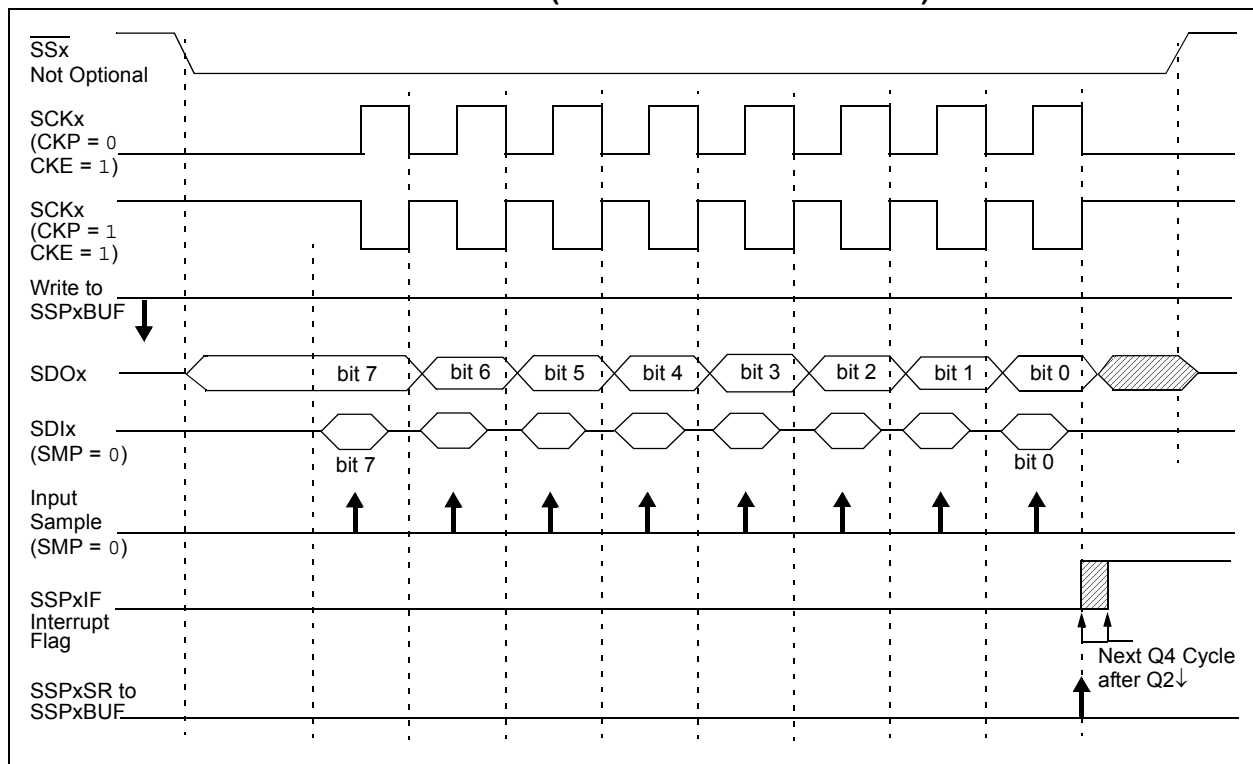 SSx
Not Optional
SCKx
(CKP = 0
CKE = 1)
SCKx
(CKP = 1
CKE = 1)
Write to
SSPxBUF
SDOx
bit 7
bit 6
bit 5
bit 4
bit 3
bit 2
bit 1
bit 0
SDIx
(SMP = 0)
bit 7
bit 0
Input
Sample
(SMP = 0)
SSPxIF
Interrupt
Flag
Next Q4 Cycle
after Q2↓
SSPxSR to
SSPxBUF